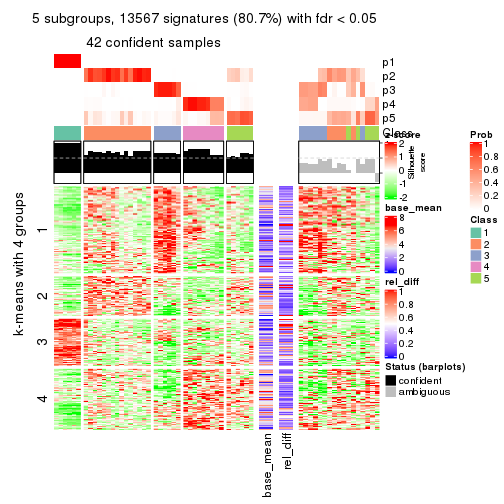 5 subgroups, 13567 signatures (80.7%) with fdr < 0.05
42 confident samples
p1
p2
p3
p4
p5
Class
k-means with 4 groups
1
2
3
4
base_mean
rel_diff
z-score
2
1
0
-1
-2
Silhouette
score
base_mean
8
6
4
2
0
rel_diff
1
0.8
0.6
0.4
0.2
0
Status (barplots)
confident
ambiguous
Prob
1
0.8
0.6
0.4
0.2
0
Class
1
2
3
4
5